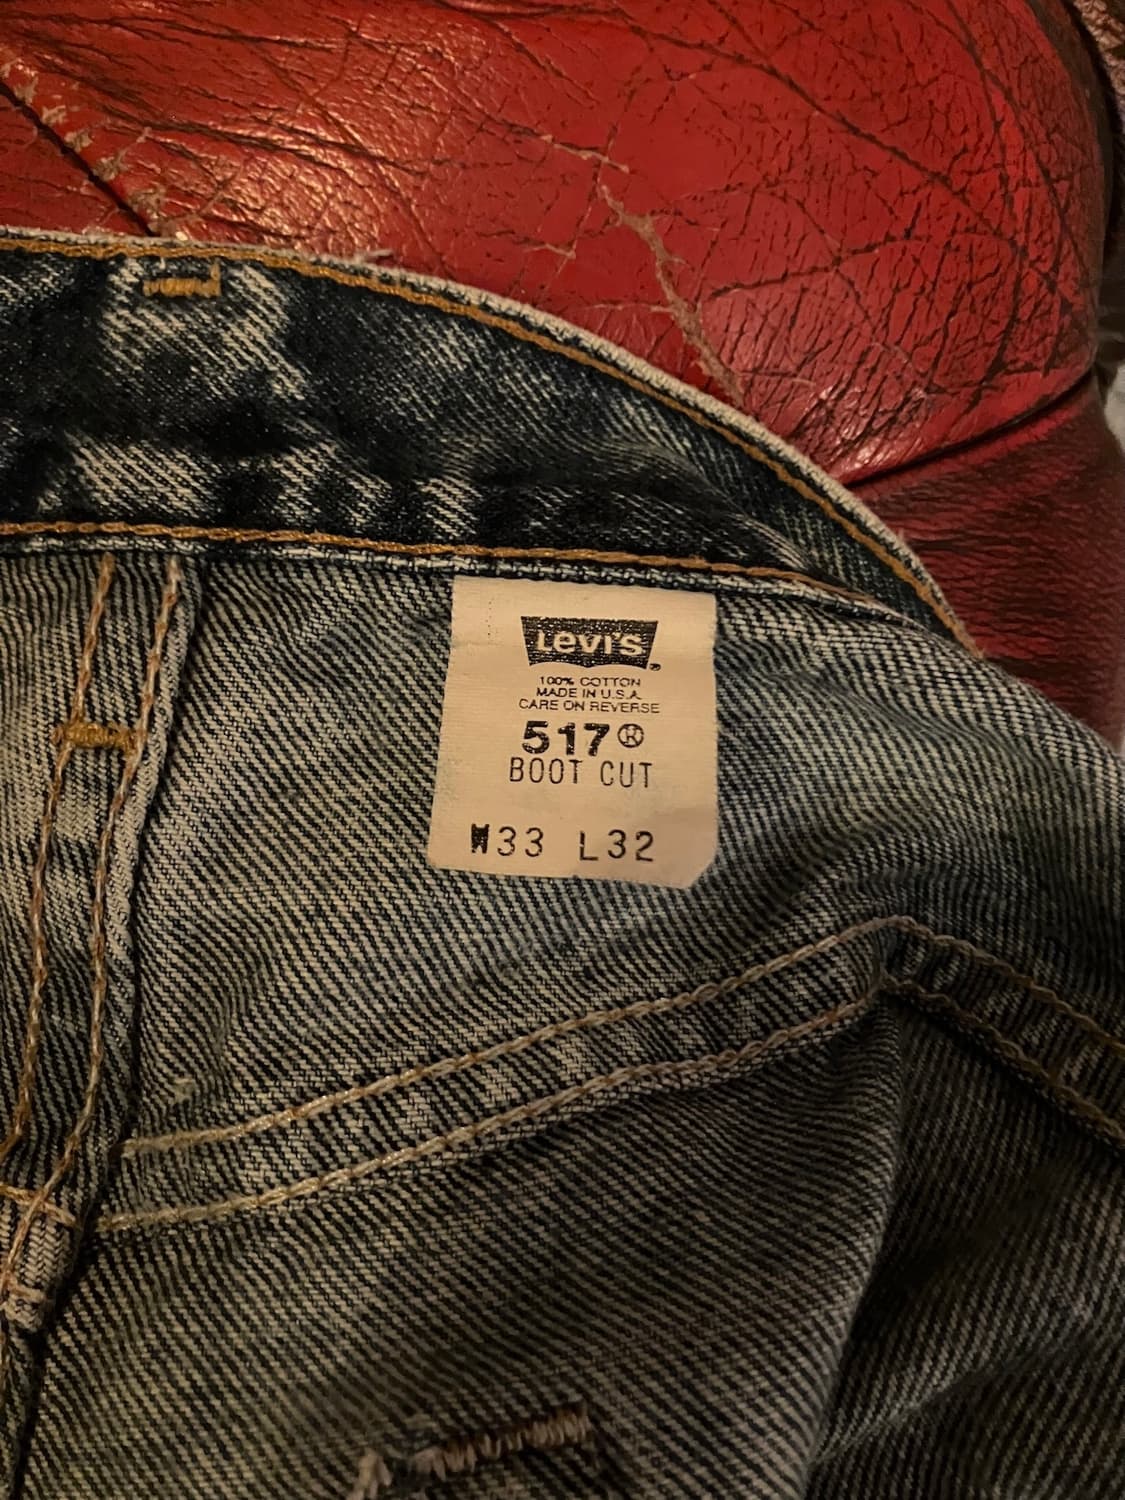 Levi's®
100% COTTON
MADE IN U.S.A.
CARE ON REVERSE
517®
BOOT CUT
W33 L32